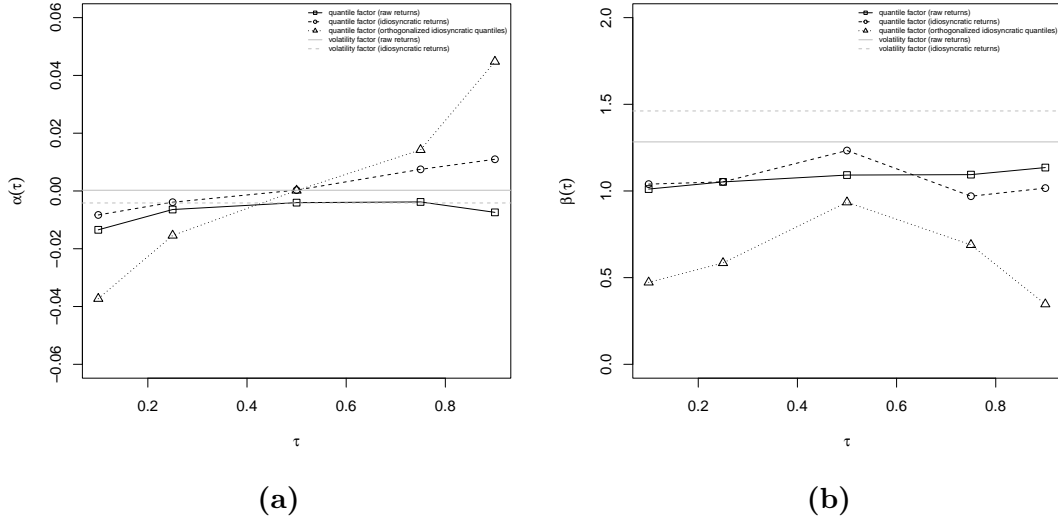 quantile factor (raw returns)
quantile factor (idiosyncratic returns)
quantile factor (orthogonalized idiosyncratic quantiles)
volatility factor (raw returns)
volatility factor (idiosyncratic returns)
0.06
0.04
0.02
0.00
−0.02
−0.04
−0.06
α(τ)
0.2 0.4 0.6 0.8
τ
(a)
quantile factor (raw returns)
quantile factor (idiosyncratic returns)
quantile factor (orthogonalized idiosyncratic quantiles)
volatility factor (raw returns)
volatility factor (idiosyncratic returns)
2.0
1.5
1.0
0.5
0.0
β(τ)
0.2 0.4 0.6 0.8
τ
(b)